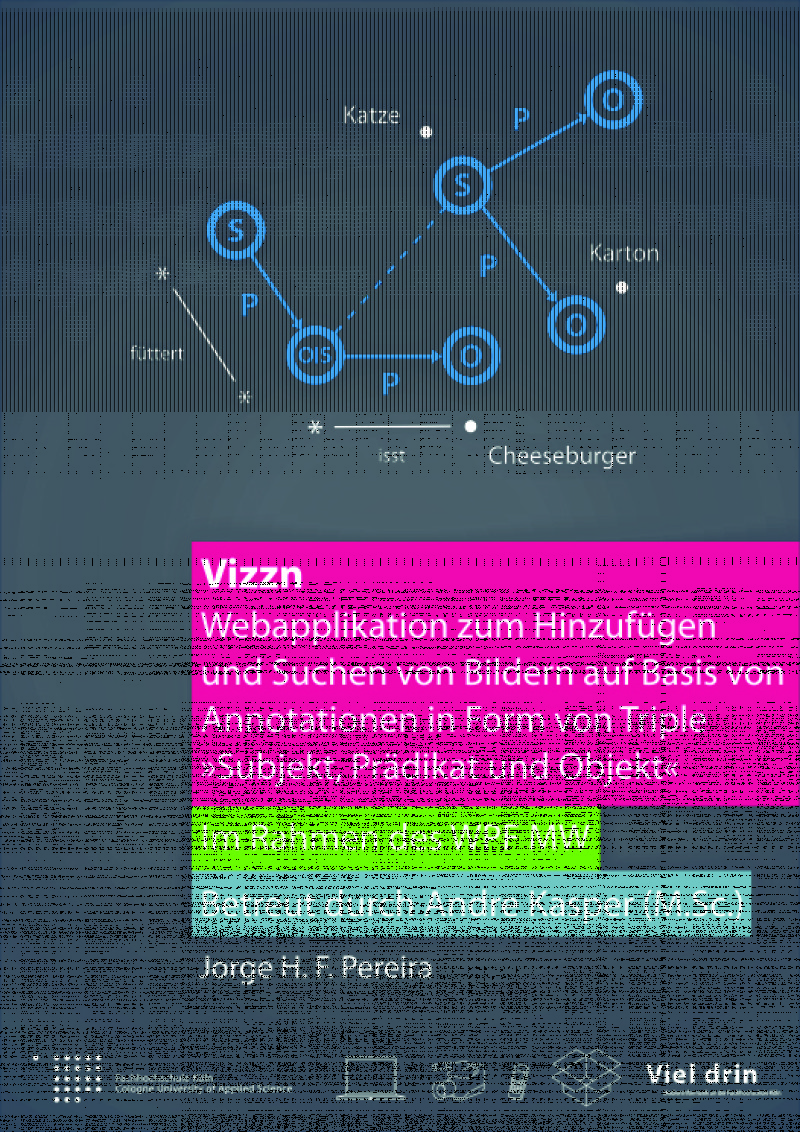 O
P
Katze
S
S
Karton
P
P
O
füttert
OIS
O
P
isst
Cheeseburger
Vizzn
Webapplikation zum Hinzufügen
und Suchen von Bildern auf Basis von
Annotationen in Form von Triple
»Subjekt, Prädikat und Objekt«
Im Rahmen des WPF MW
Betreut durch Andre Kasper (M.Sc.)
Jorge H. F. Pereira
Fachhochschule Köln
Cologne University of Applied Science
Viel drin